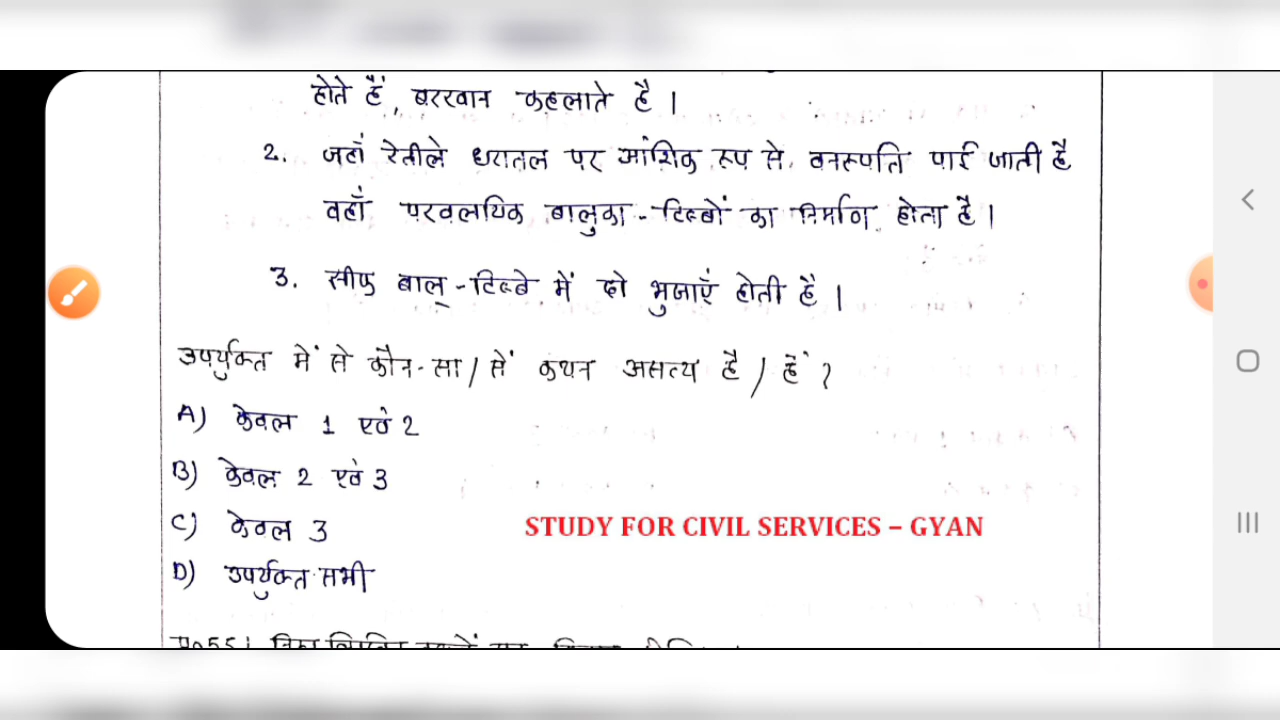 होते हैं, बरखान कहलाते है ।
2. जहाँ रेतीले धरातल पर आंशिक रूप से वनस्पति पाई जाती है
वहाँ परवलयिक बालुका - टिब्बों का निर्माण होता है ।
3. सीफ बालू - टिब्बे में दो भुजाएँ होती है ।
उपर्युक्त में से कौन-सा / से कथन असत्य है / हैं ?
A) केवल 1 एवं 2
B) केवल 2 एवं 3
C) केवल 3
STUDY FOR CIVIL SERVICES – GYAN
D) उपर्युक्त सभी